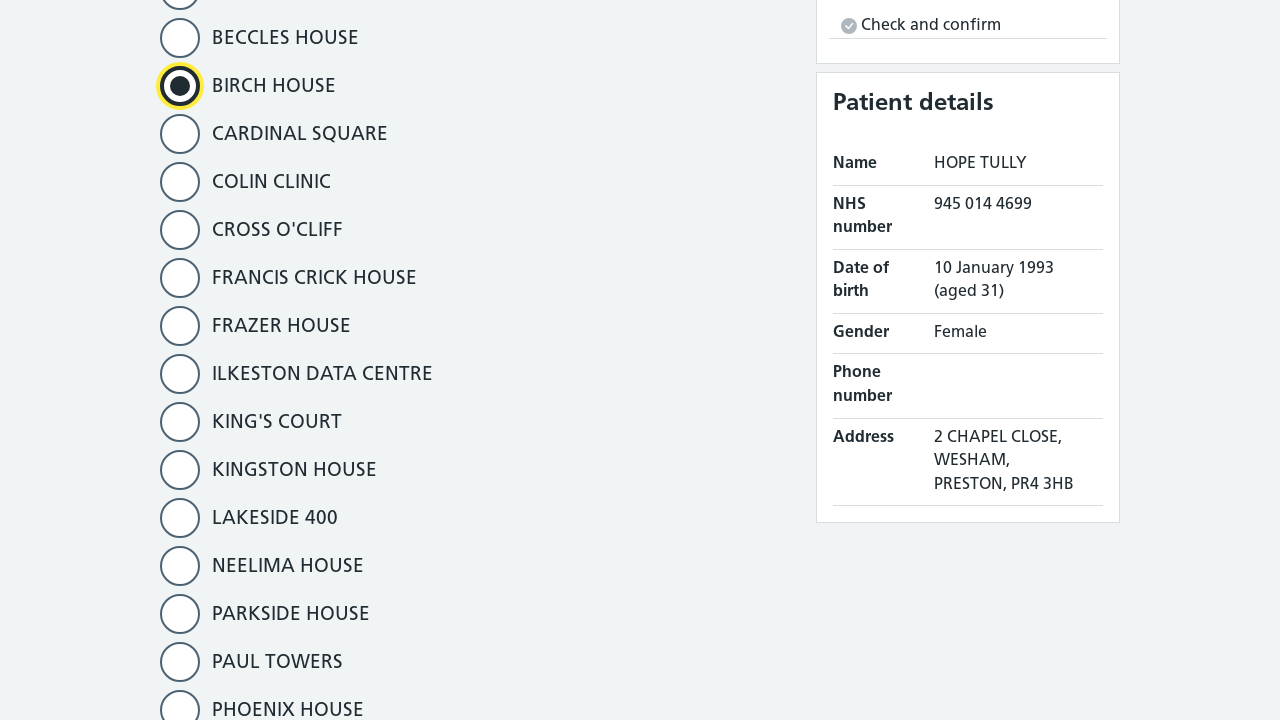 BECCLES HOUSE
BIRCH HOUSE
CARDINAL SQUARE
COLIN CLINIC
CROSS O'CLIFF
FRANCIS CRICK HOUSE
FRAZER HOUSE
ILKESTON DATA CENTRE
KING'S COURT
KINGSTON HOUSE
LAKESIDE 400
NEELIMA HOUSE
PARKSIDE HOUSE
PAUL TOWERS
PHOENIX HOUSE
Check and confirm
Patient details
Name HOPE TULLY
NHS number 945 014 4699
Date of birth 10 January 1993 (aged 31)
Gender Female
Phone number
Address 2 CHAPEL CLOSE,
WESHAM,
PRESTON, PR4 3HB